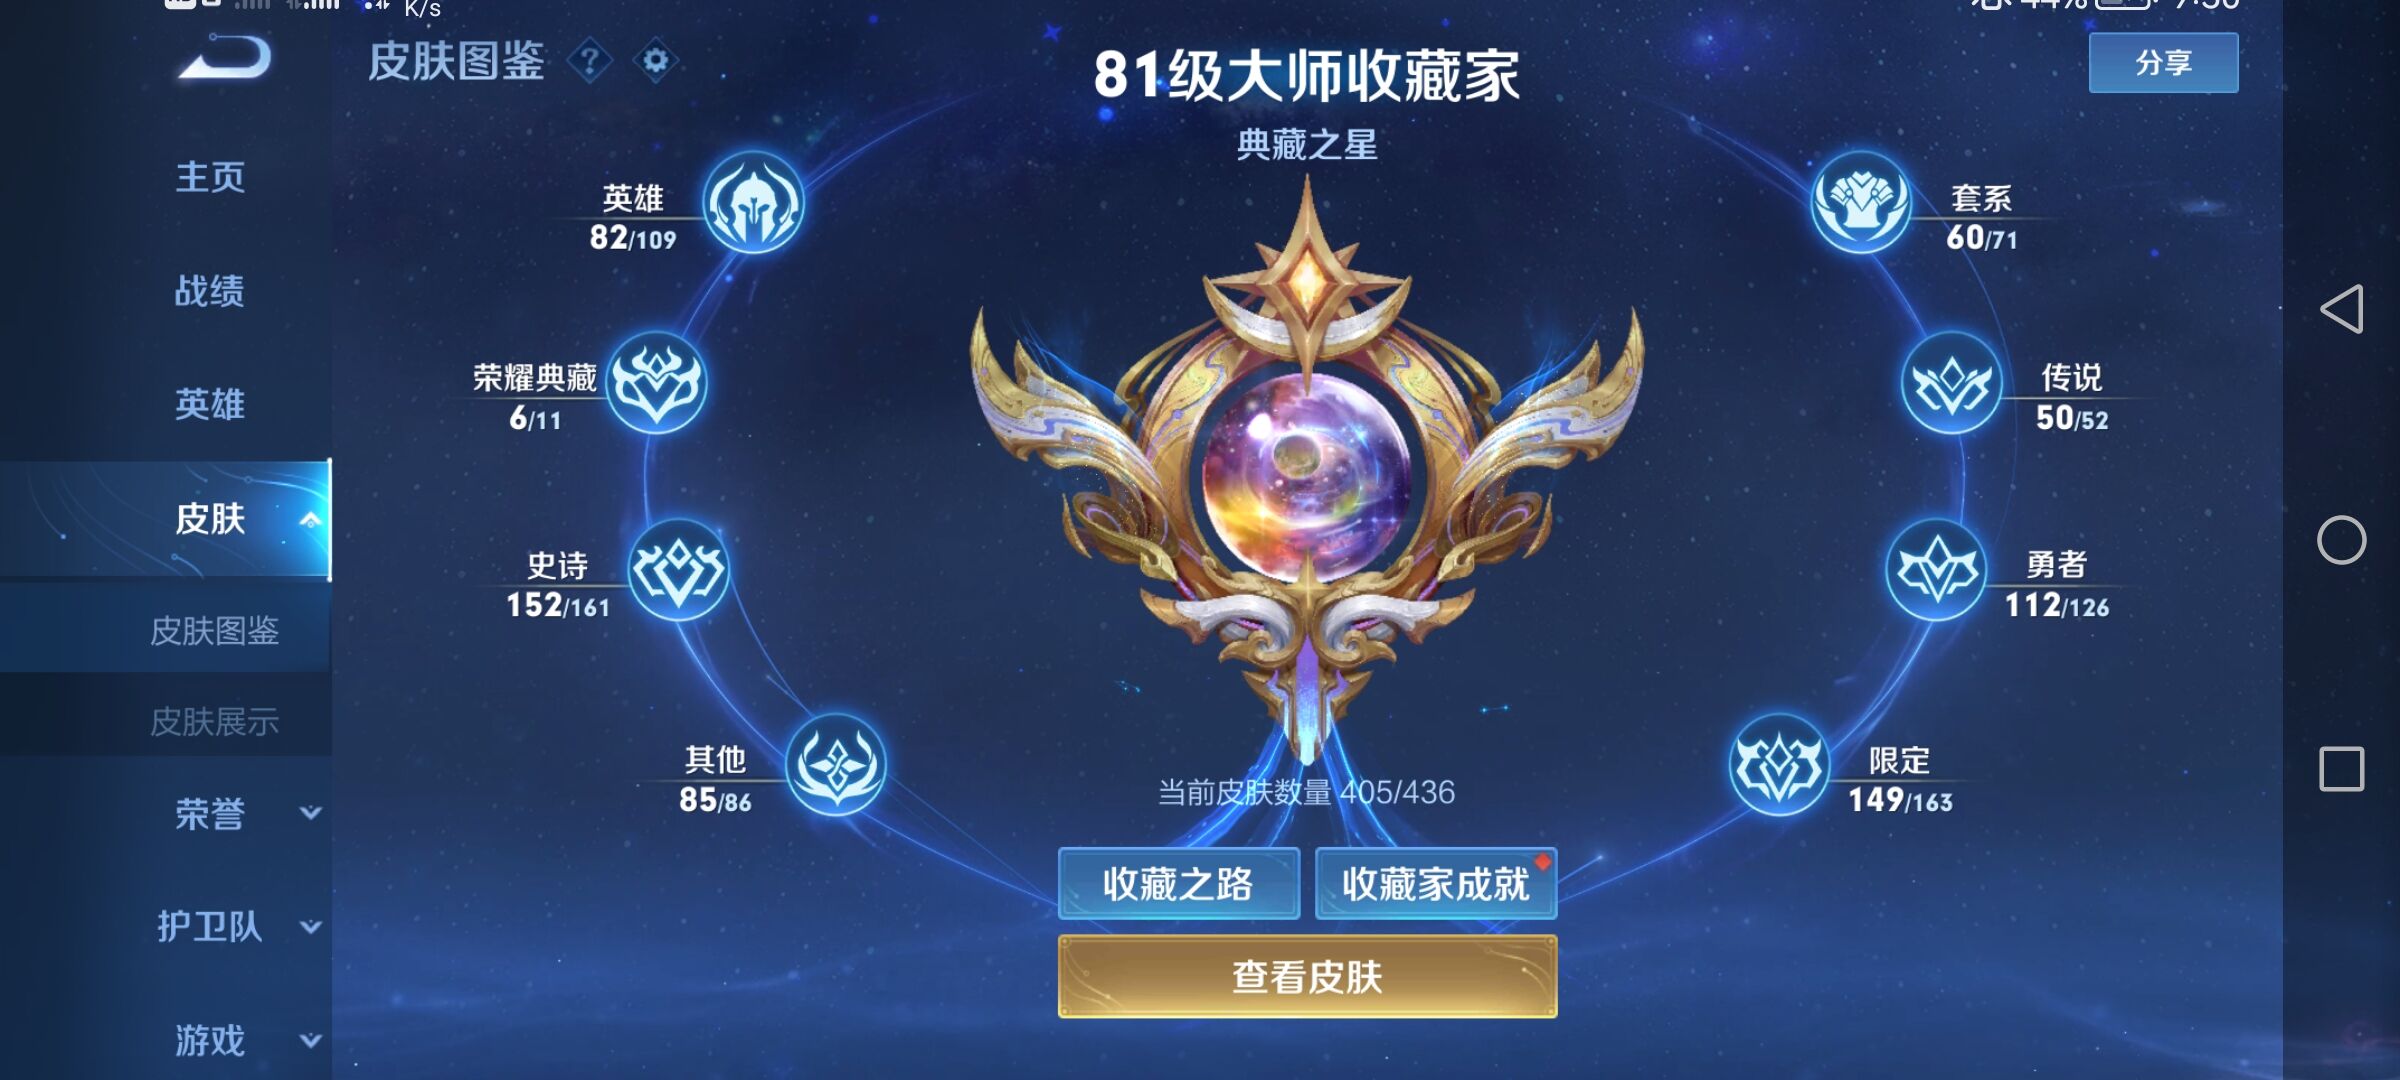 K/s
皮肤图鉴
?
81级大师收藏家
分享
典藏之星
主页
战绩
英雄
皮肤
皮肤图鉴
皮肤展示
荣誉
护卫队
游戏
英雄
82/109
荣耀典藏
6/11
史诗
152/161
其他
85/86
套系
60/71
传说
50/52
勇者
112/126
限定
149/163
当前皮肤数量 405/436
收藏之路
收藏家成就
查看皮肤